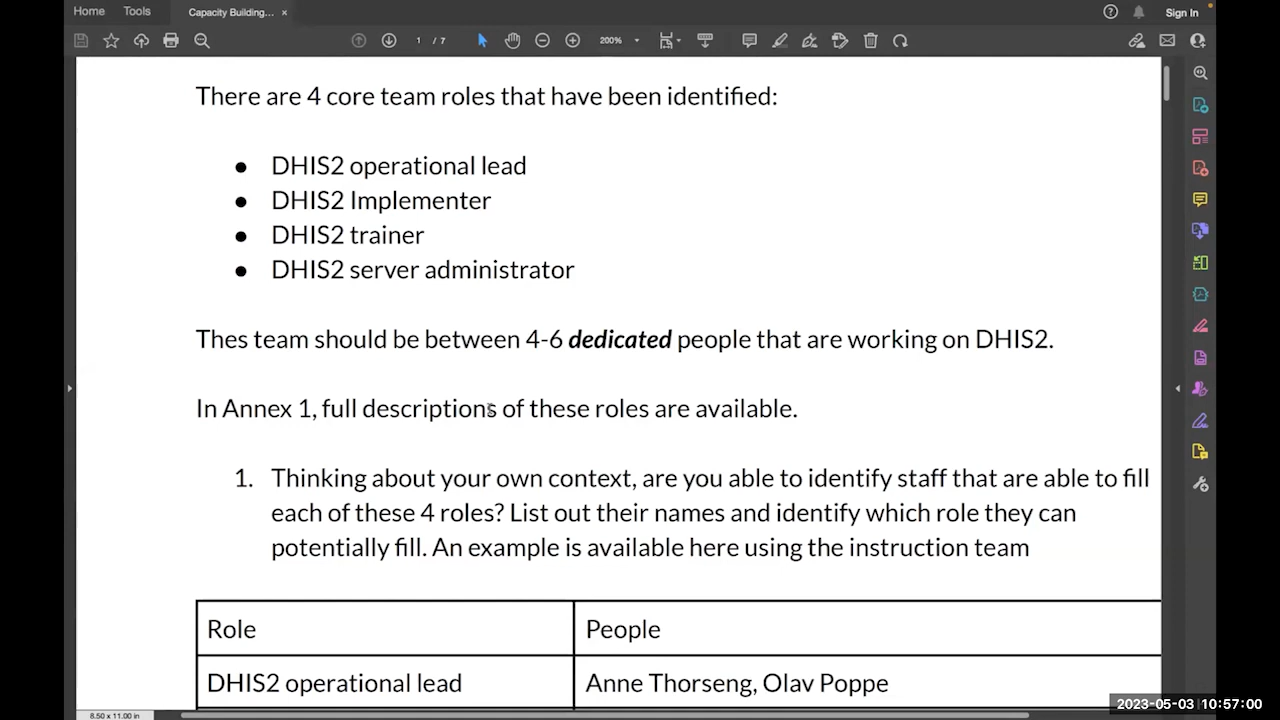 Home Tools Capacity Building... × Sign In
1 / 7 200%
There are 4 core team roles that have been identified:
● DHIS2 operational lead
● DHIS2 Implementer
● DHIS2 trainer
● DHIS2 server administrator
Thes team should be between 4-6 dedicated people that are working on DHIS2.
In Annex 1, full descriptions of these roles are available.
1. Thinking about your own context, are you able to identify staff that are able to fill
each of these 4 roles? List out their names and identify which role they can
potentially fill. An example is available here using the instruction team
Role People
DHIS2 operational lead Anne Thorseng, Olav Poppe
2023-05-03 10:57:00
8.50 x 11.00 in